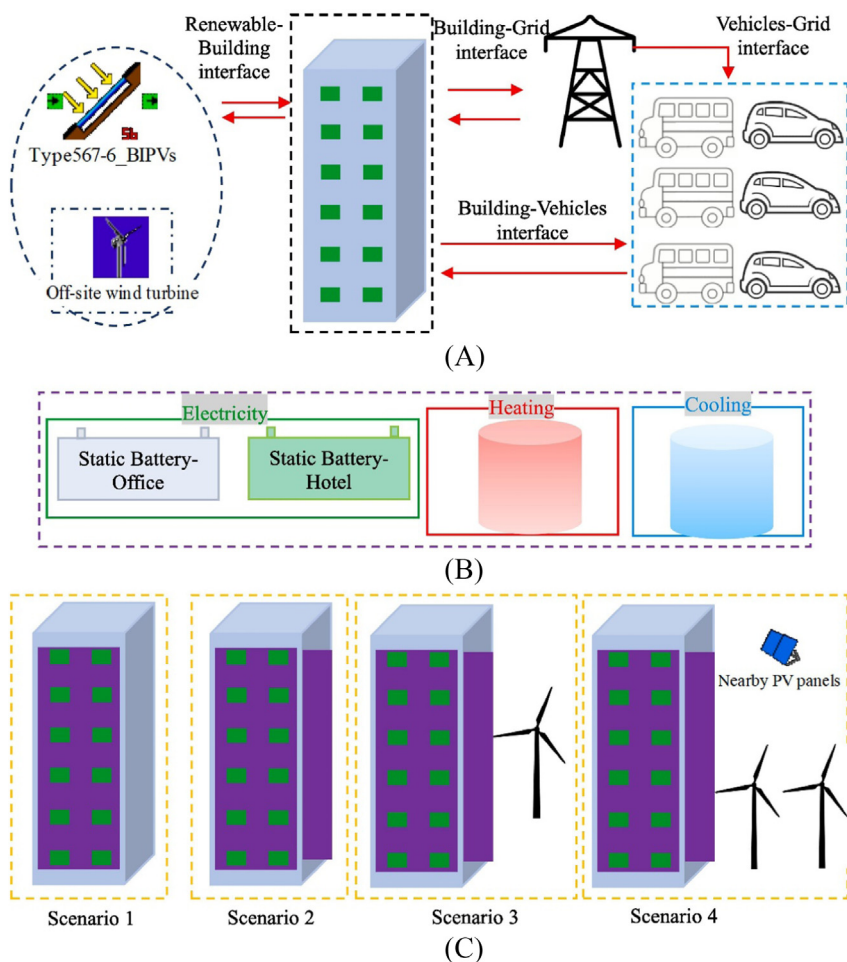 Renewable-
Building
interface
Building-Grid
interface
Vehicles-Grid
interface
Type567-6_BIPVs
Off-site wind turbine
Building-Vehicles
interface
(A)
Electricity
Heating
Cooling
Static Battery-
Office
Static Battery-
Hotel
(B)
Nearby PV panels
Scenario 1
Scenario 2
Scenario 3
Scenario 4
(C)